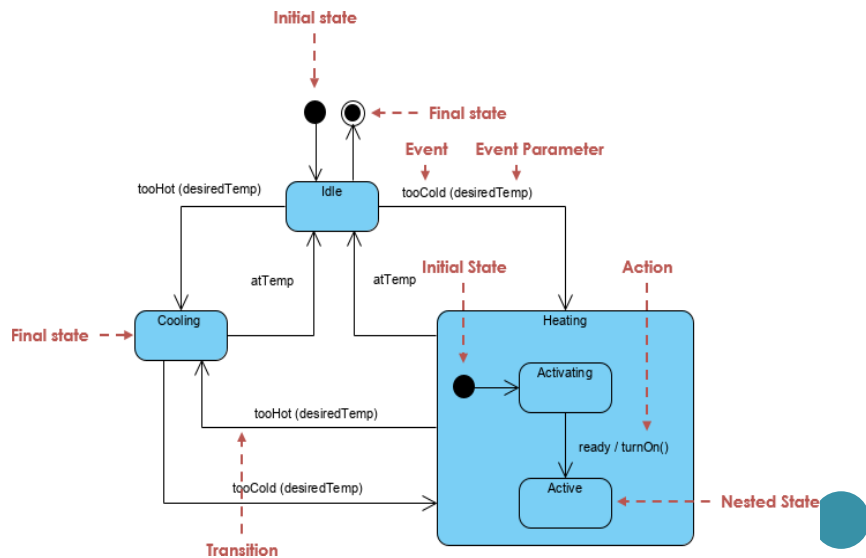 Initial state
Final state
Event
Event Parameter
tooHot (desiredTemp)
Idle
tooCold (desiredTemp)
atTemp
atTemp
Initial State
Action
Final state
Cooling
Heating
Activating
tooHot (desiredTemp)
ready / turnOn()
tooCold (desiredTemp)
Active
Nested State
Transition